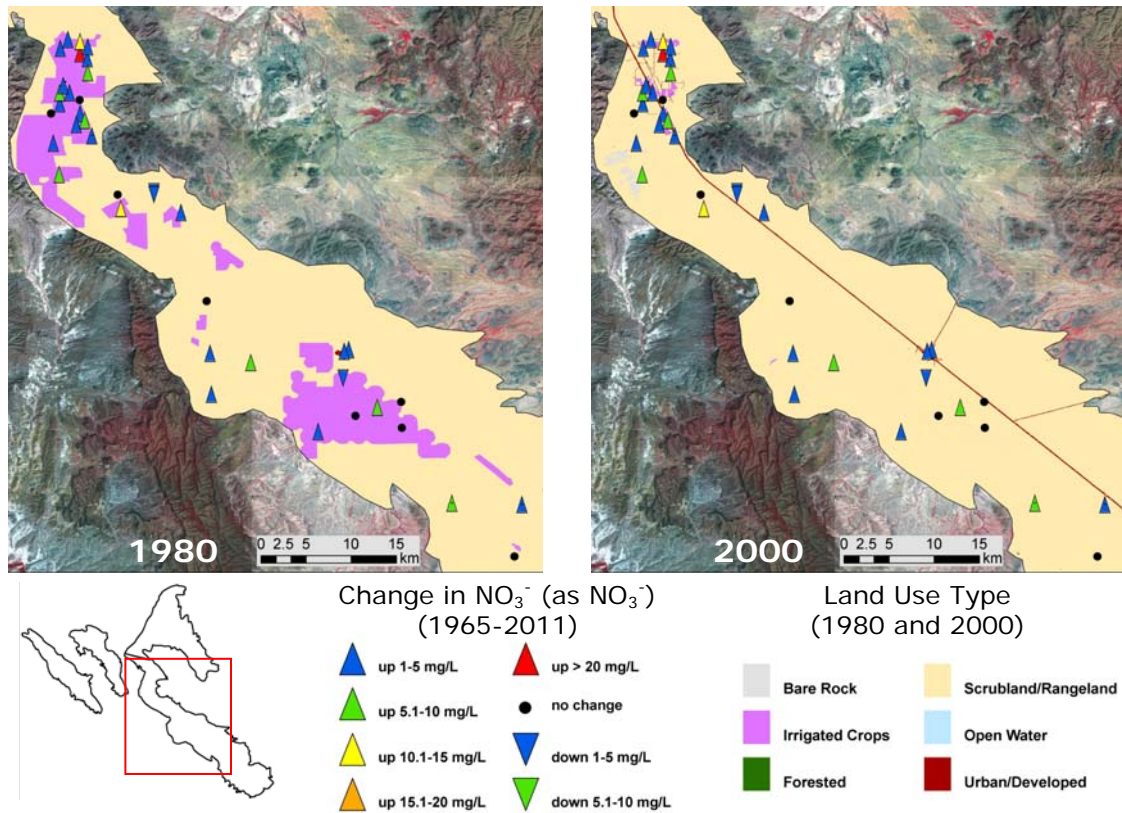 1980
0 2.5 5 10 15
km
2000
0 2.5 5 10 15
km
Change in NO₃⁻ (as NO₃⁻)
(1965-2011)
up 1-5 mg/L
up > 20 mg/L
up 5.1-10 mg/L
no change
up 10.1-15 mg/L
down 1-5 mg/L
up 15.1-20 mg/L
down 5.1-10 mg/L
Land Use Type
(1980 and 2000)
Bare Rock
Scrubland/Rangeland
Irrigated Crops
Open Water
Forested
Urban/Developed